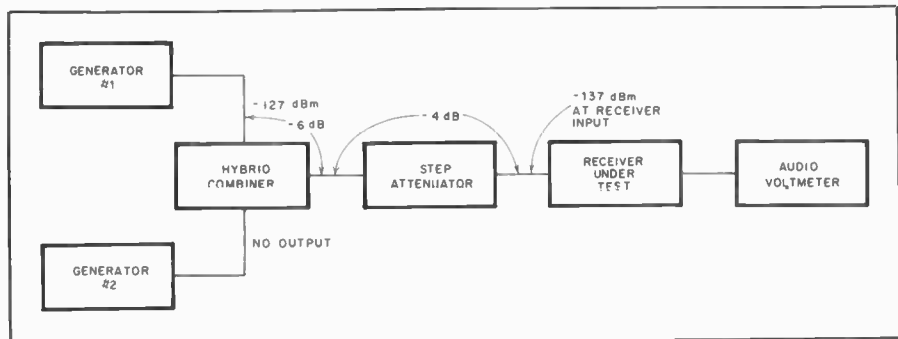 GENERATOR
#1
-127 dBm
-6 dB
-4 dB
-137 dBm
AT RECEIVER
INPUT
HYBRIO
COMBINER
STEP
ATTENUATOR
RECEIVER
UNDER
TEST
AUDIO
VOLTMETER
NO OUTPUT
GENERATOR
#2